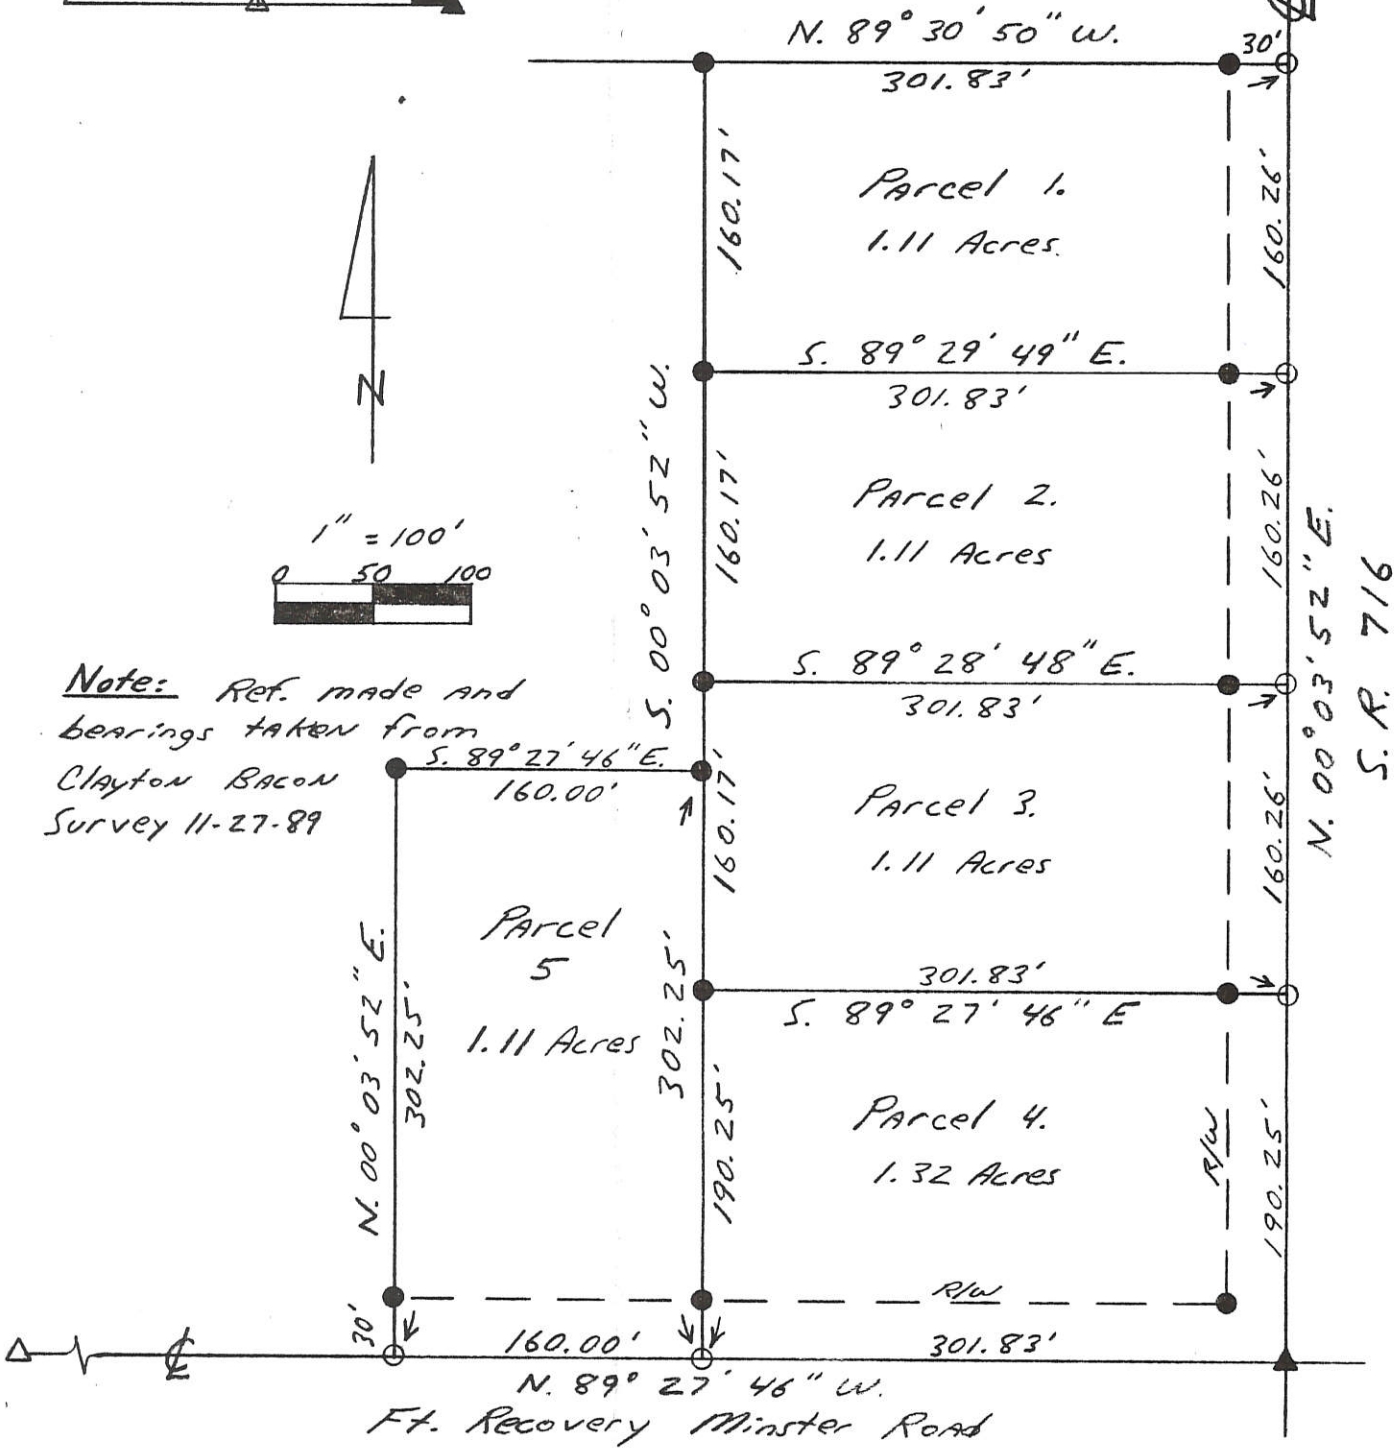 N. 89° 30' 50" W.
30'
301.83'
160.17'
Parcel 1.
1.11 Acres.
160.26'
S. 89° 29' 49" E.
301.83'
N
S. 00° 03' 52" W.
160.17'
Parcel 2.
1.11 Acres
160.26'
1" = 100'
0 50 100
N. 00° 03' 52" E.
S. R. 716
S. 89° 28' 48" E.
301.83'
Note: Ref. made and
bearings taken from
Clayton Bacon
Survey 11-27-89
S. 89° 27' 46" E.
160.00'
160.17'
Parcel 3.
1.11 Acres
160.26'
Parcel
5
1.11 Acres
N. 00° 03' 52" E.
302.25'
302.25'
301.83'
S. 89° 27' 46" E
190.25'
Parcel 4.
1.32 Acres
R/W
190.25'
R/W
30'
℄
160.00'
301.83'
N. 89° 27' 46" W.
Ft. Recovery Minster Road